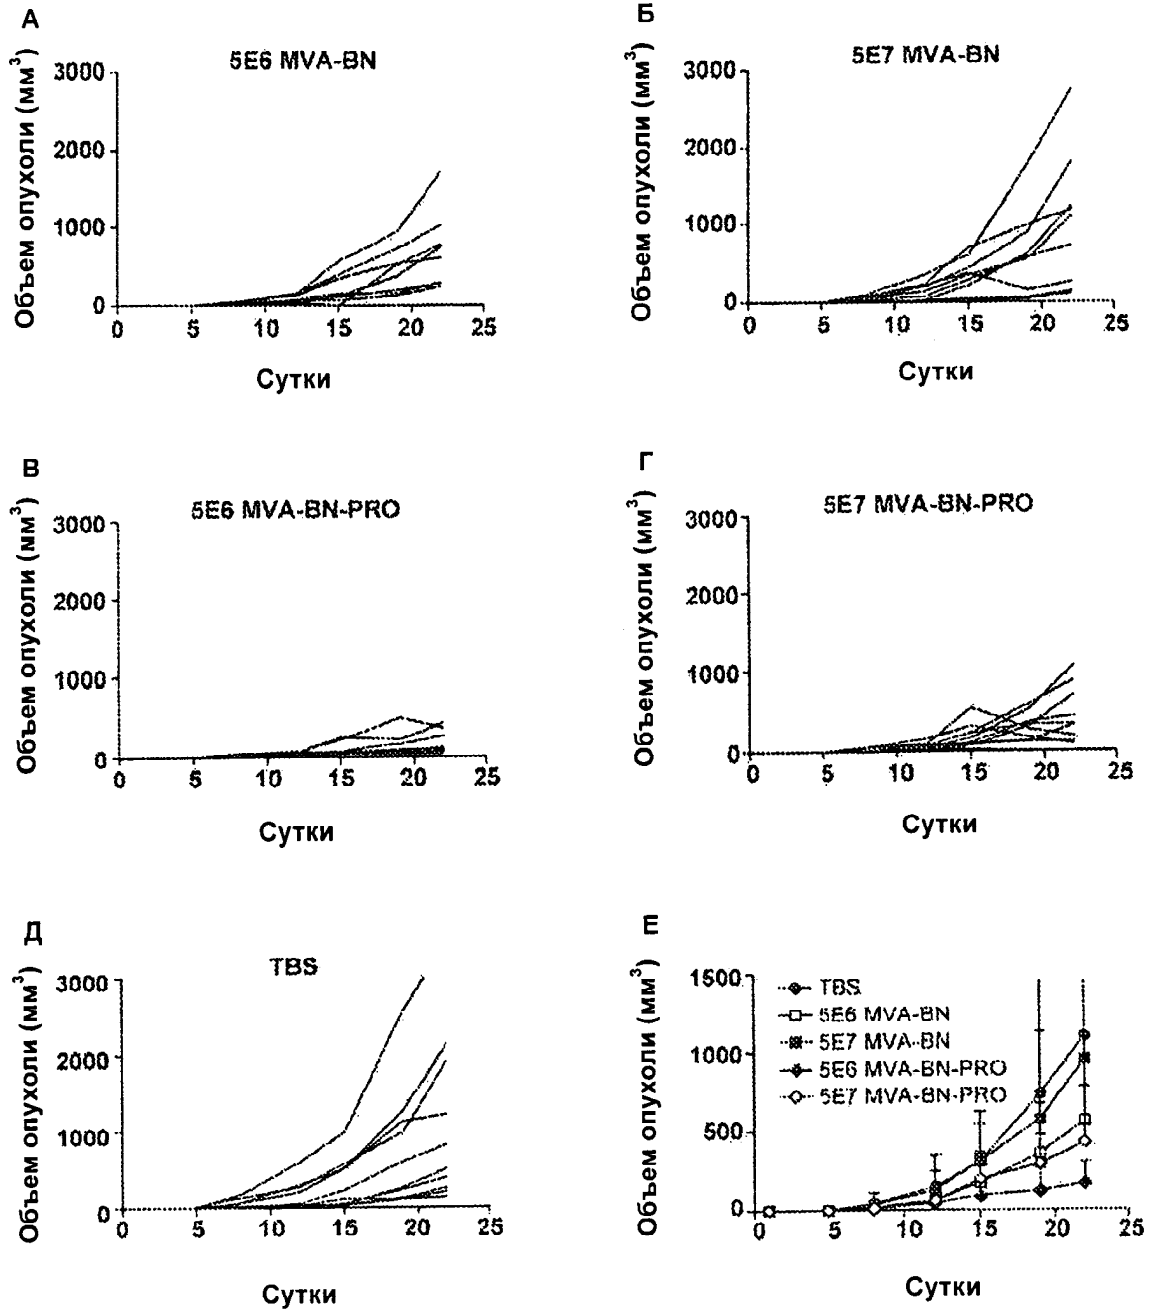 А
5E6 MVA-BN
Объем опухоли (мм3)
3000
2000
1000
0
0 5 10 15 20 25
Сутки
Б
5E7 MVA-BN
Объем опухоли (мм3)
3000
2000
1000
0
0 5 10 15 20 25
Сутки
В
5E6 MVA-BN-PRO
Объем опухоли (мм3)
3000
2000
1000
0
0 5 10 15 20 25
Сутки
Г
5E7 MVA-BN-PRO
Объем опухоли (мм3)
3000
2000
1000
0
0 5 10 15 20 25
Сутки
Д
TBS
Объем опухоли (мм3)
3000
2000
1000
0
0 5 10 15 20 25
Сутки
Е
Объем опухоли (мм3)
1500
1000
500
0
TBS
5E6 MVA-BN
5E7 MVA-BN
5E6 MVA-BN-PRO
5E7 MVA-BN-PRO
0 5 10 15 20 25
Сутки